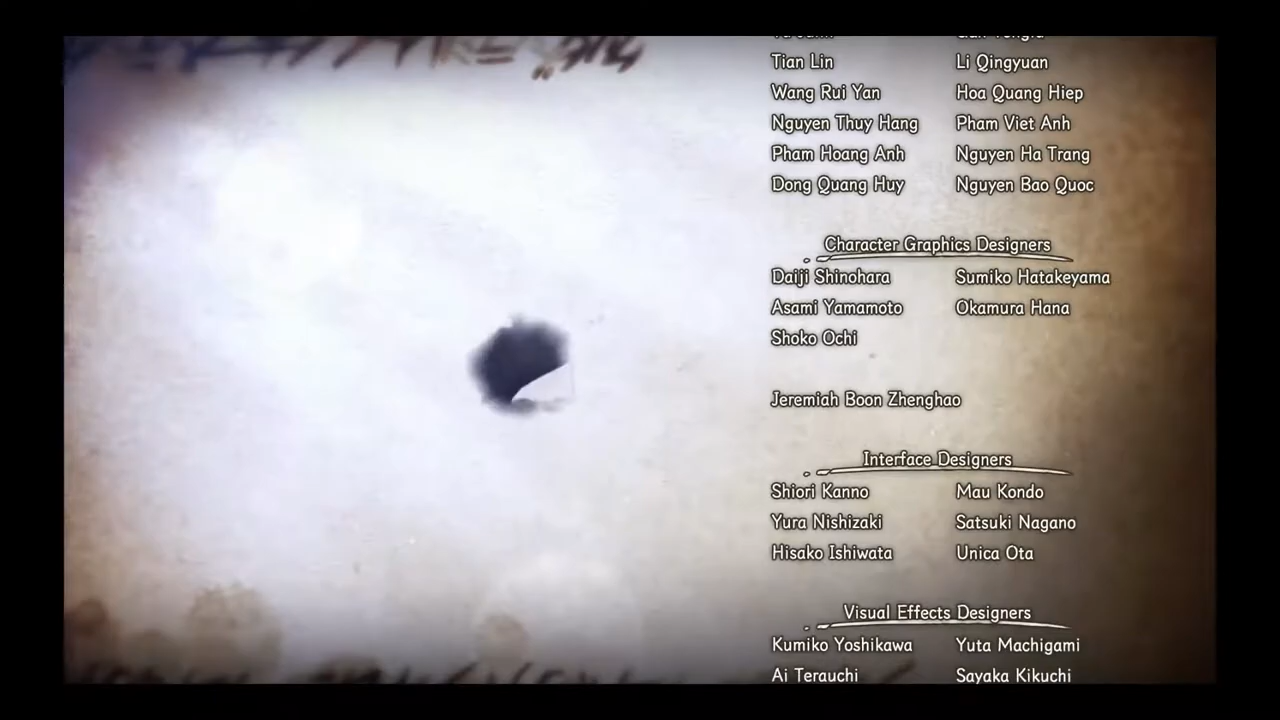 Tian Lin Li Qingyuan
Wang Rui Yan Hoa Quang Hiep
Nguyen Thuy Hang Pham Viet Anh
Pham Hoang Anh Nguyen Ha Trang
Dong Quang Huy Nguyen Bao Quoc
Character Graphics Designers
Daiji Shinohara Sumiko Hatakeyama
Asami Yamamoto Okamura Hana
Shoko Ochi
Jeremiah Boon Zhenghao
Interface Designers
Shiori Kanno Mau Kondo
Yura Nishizaki Satsuki Nagano
Hisako Ishiwata Unica Ota
Visual Effects Designers
Kumiko Yoshikawa Yuta Machigami
Ai Terauchi Sayaka Kikuchi